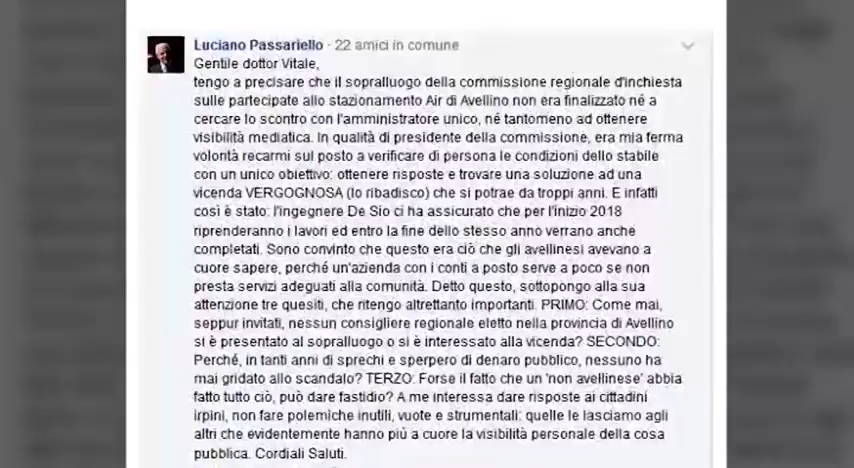 Luciano Passariello · 22 amici in comune
Gentile dottor Vitale,
tengo a precisare che il sopralluogo della commissione regionale d'inchiesta
sulle partecipate allo stazionamento Air di Avellino non era finalizzato né a
cercare lo scontro con l'amministratore unico, né tantomeno ad ottenere
visibilità mediatica. In qualità di presidente della commissione, era mia ferma
volontà recarmi sul posto a verificare di persona le condizioni dello stabile
con un unico obiettivo: ottenere risposte e trovare una soluzione ad una
vicenda VERGOGNOSA (lo ribadisco) che si potrae da troppi anni. E infatti
così è stato: l'ingegnere De Sio ci ha assicurato che per l'inizio 2018
riprenderanno i lavori ed entro la fine dello stesso anno verrano anche
completati. Sono convinto che questo era ciò che gli avellinesi avevano a
cuore sapere, perché un'azienda con i conti a posto serve a poco se non
presta servizi adeguati alla comunità. Detto questo, sottopongo alla sua
attenzione tre quesiti, che ritengo altrettanto importanti. PRIMO: Come mai,
seppur invitati, nessun consigliere regionale eletto nella provincia di Avellino
si è presentato al sopralluogo o si è interessato alla vicenda? SECONDO:
Perché, in tanti anni di sprechi e sperpero di denaro pubblico, nessuno ha
mai gridato allo scandalo? TERZO: Forse il fatto che un 'non avellinese' abbia
fatto tutto ciò, può dare fastidio? A me interessa dare risposte ai cittadini
irpini, non fare polemiche inutili, vuote e strumentali: quelle le lasciamo agli
altri che evidentemente hanno più a cuore la visibilità personale della cosa
pubblica. Cordiali Saluti.